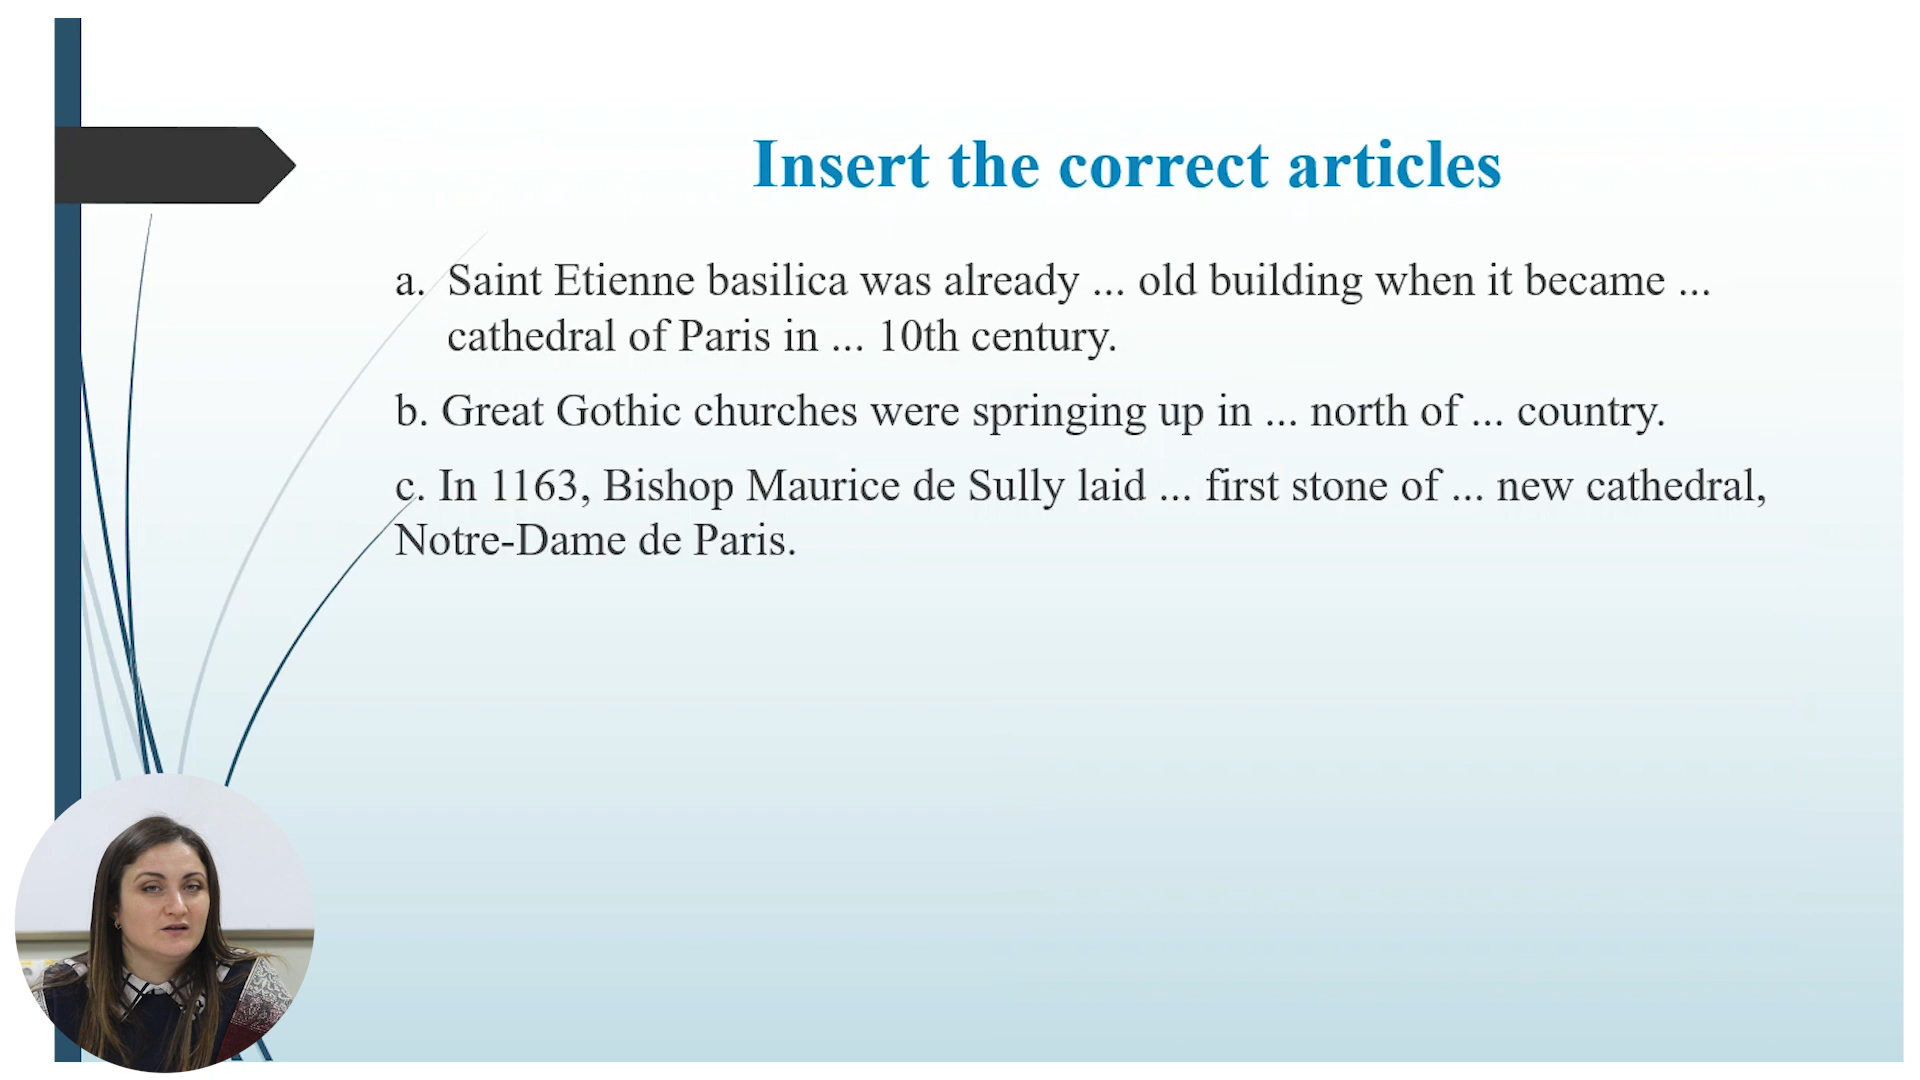 Insert the correct articles
a. Saint Etienne basilica was already ... old building when it became ...
cathedral of Paris in ... 10th century.
b. Great Gothic churches were springing up in ... north of ... country.
c. In 1163, Bishop Maurice de Sully laid ... first stone of ... new cathedral,
Notre-Dame de Paris.